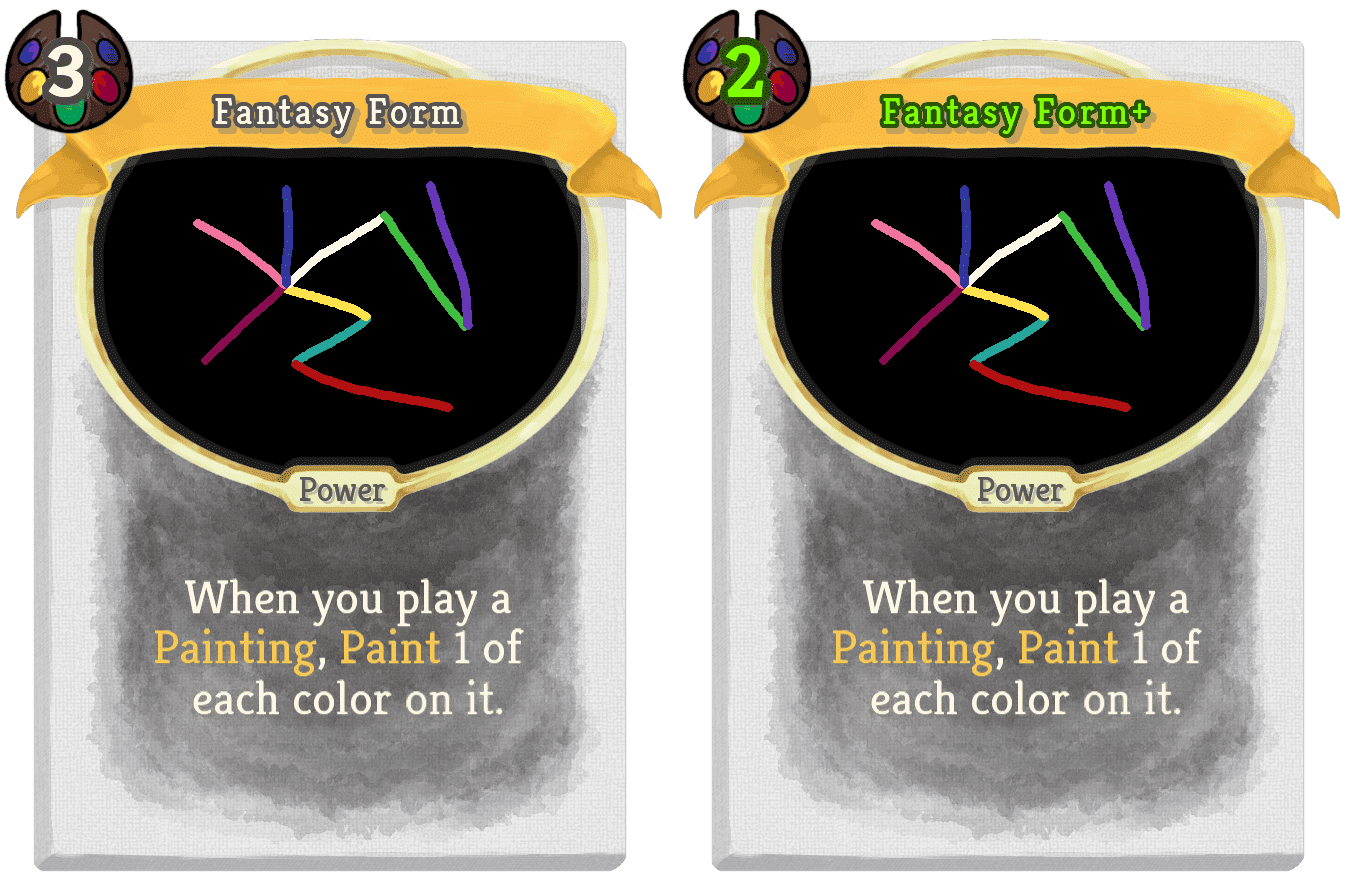 3
Fantasy Form
Power
When you play a
Painting, Paint 1 of
each color on it.
2
Fantasy Form+
Power
When you play a
Painting, Paint 1 of
each color on it.